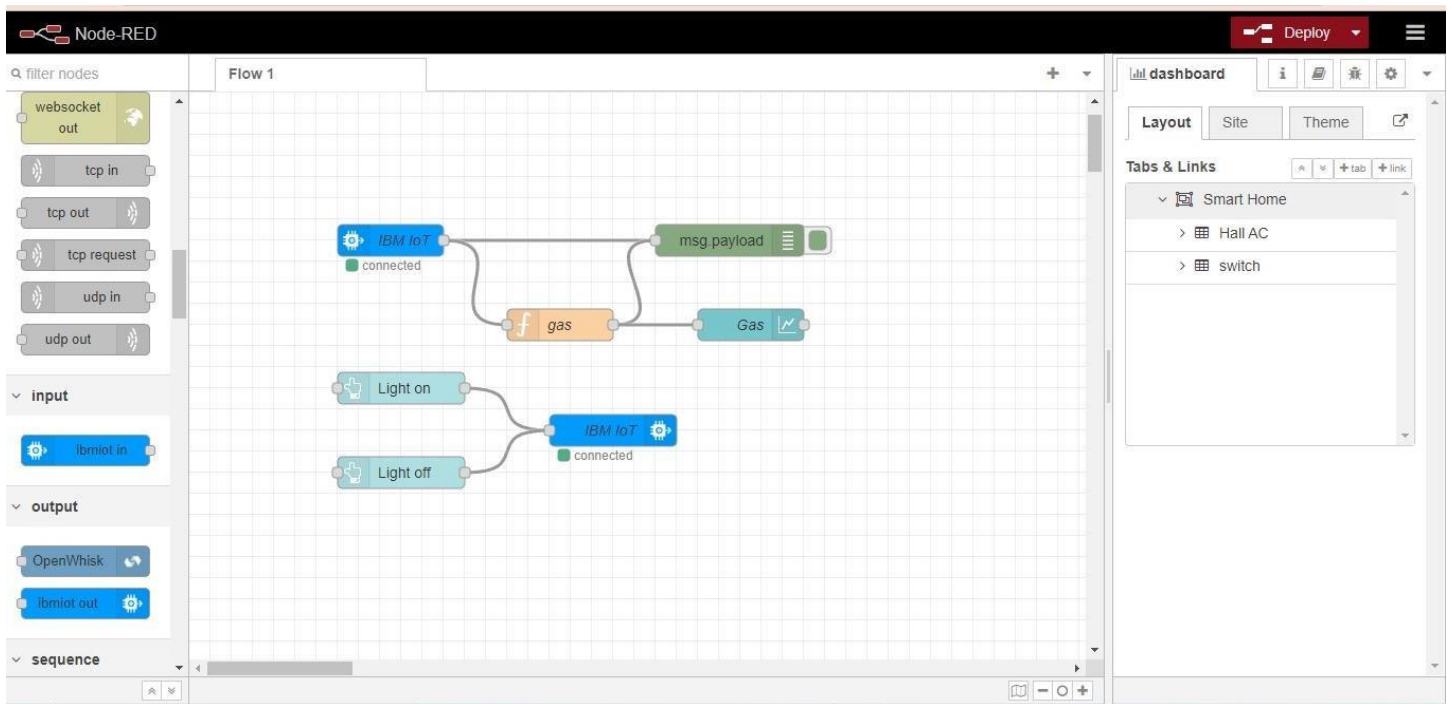 Node-RED
Deploy
filter nodes
websocket
out
tcp in
tcp out
tcp request
udp in
udp out
input
ibmiot in
output
OpenWhisk
ibmiot out
sequence
Flow 1
IBM IoT
connected
msg.payload
gas
Gas
Light on
IBM IoT
connected
Light off
dashboard
i
Layout
Site
Theme
Tabs & Links
+tab
+link
Smart Home
Hall AC
switch